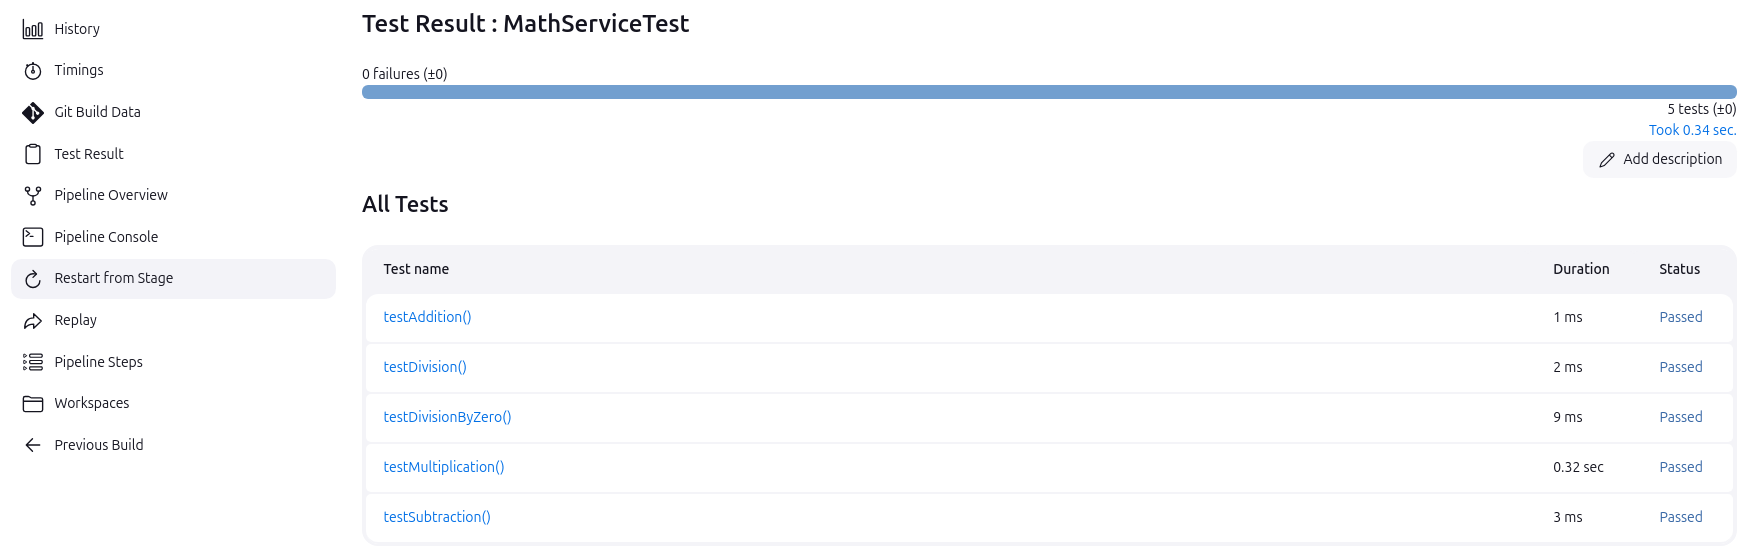 History
Timings
Git Build Data
Test Result
Pipeline Overview
Pipeline Console
Restart from Stage
Replay
Pipeline Steps
Workspaces
Previous Build
Test Result : MathServiceTest
0 failures (±0)
5 tests (±0)
Took 0.34 sec.
Add description
All Tests
Test name Duration Status
testAddition() 1 ms Passed
testDivision() 2 ms Passed
testDivisionByZero() 9 ms Passed
testMultiplication() 0.32 sec Passed
testSubtraction() 3 ms Passed